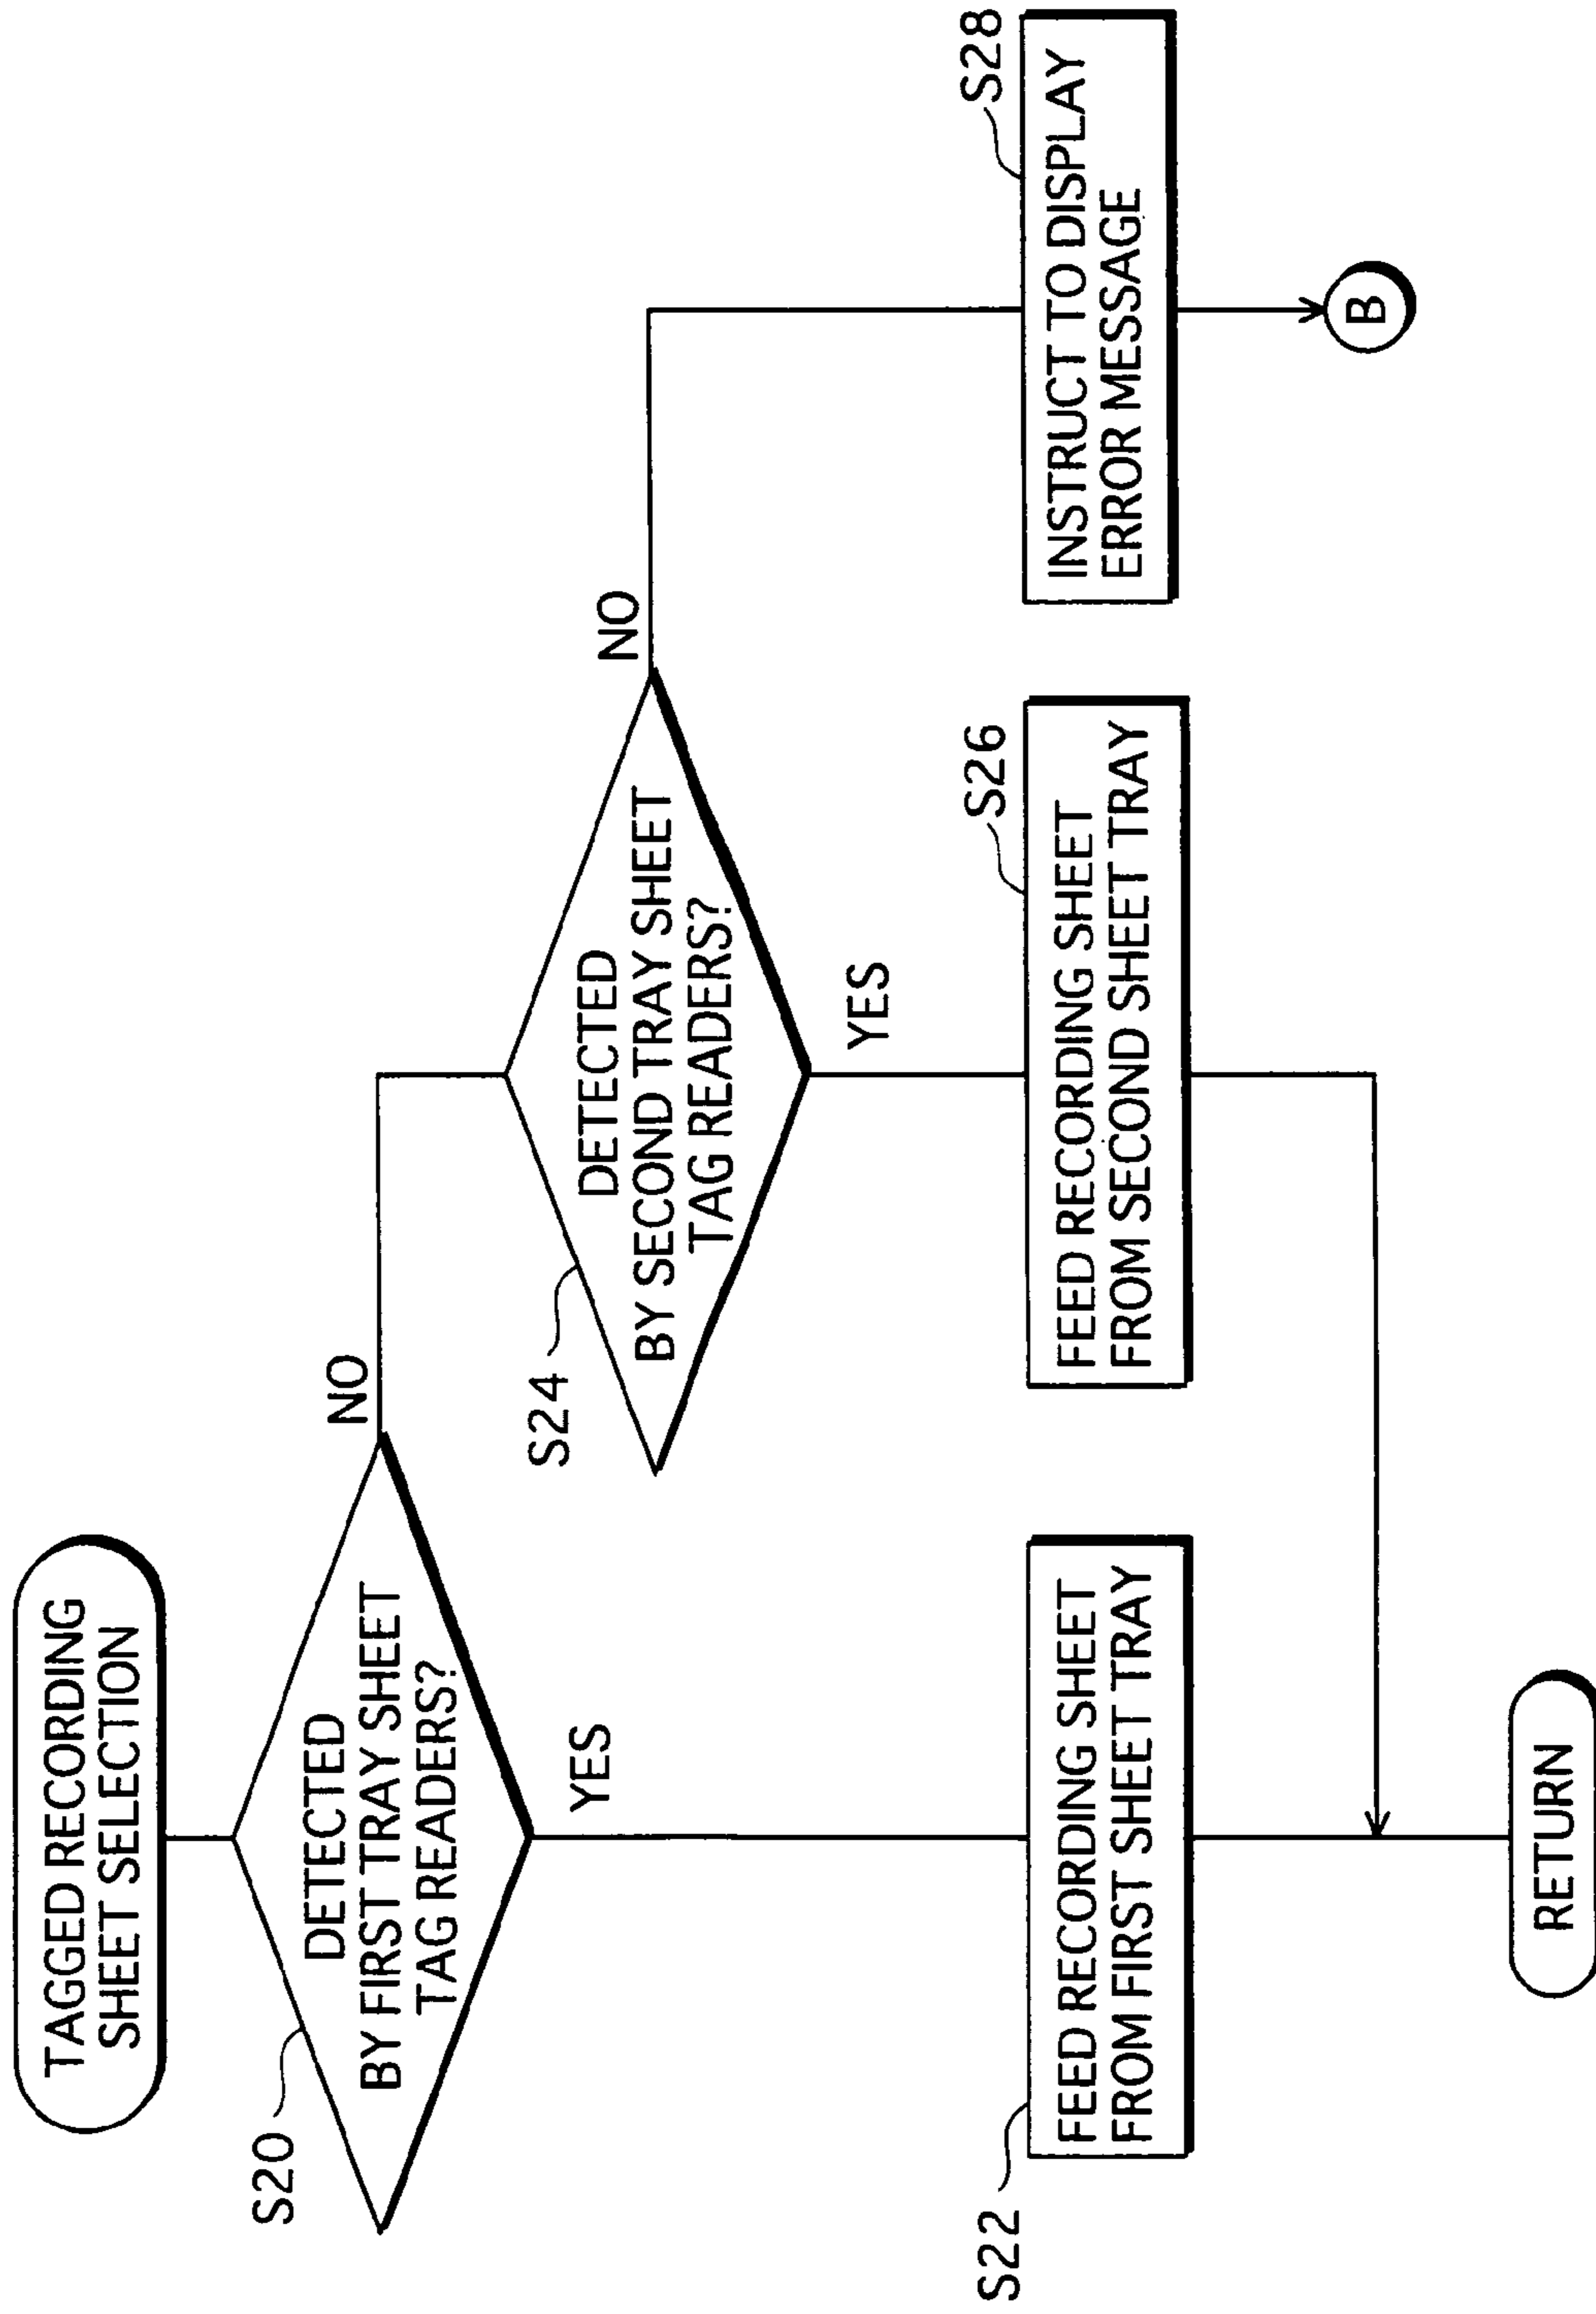 TAGGED RECORDING
SHEET SELECTION
S20
DETECTED
BY FIRST TRAY SHEET
TAG READERS?
NO
YES
S24
DETECTED
BY SECOND TRAY SHEET
TAG READERS?
NO
YES
S22
FEED RECORDING SHEET
FROM FIRST SHEET TRAY
S26
FEED RECORDING SHEET
FROM SECOND SHEET TRAY
S28
INSTRUCT TO DISPLAY
ERROR MESSAGE
B
RETURN